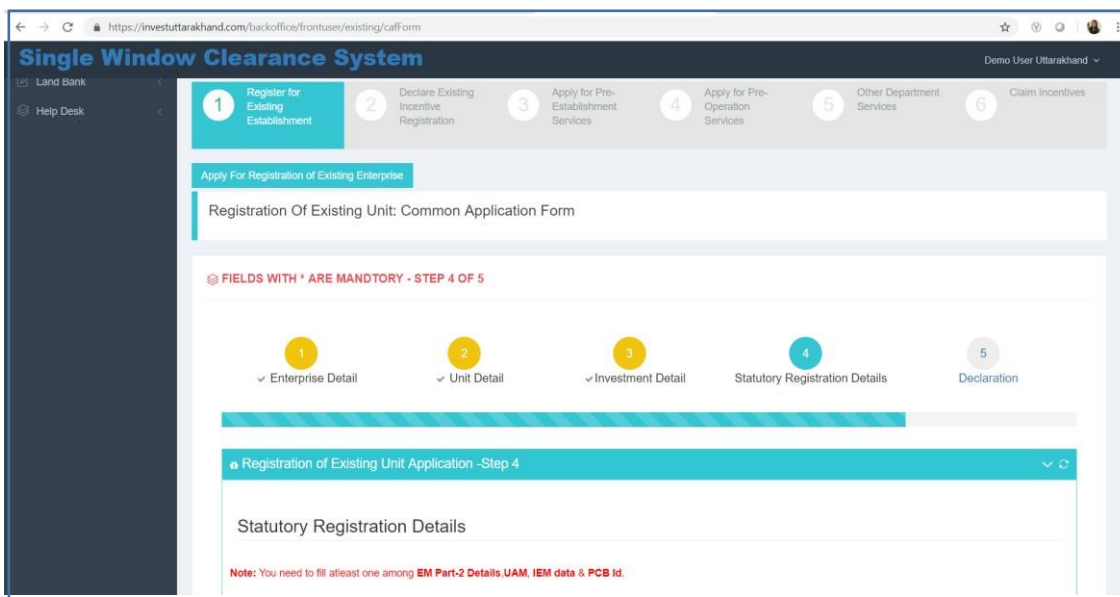 https://investuttarakhand.com/backoffice/frontuser/existing/cafForm
Single Window Clearance System
Demo User Uttarakhand
Land Bank
Help Desk
1
Register for
Existing
Establishment
2
Declare Existing
Incentive
Registration
3
Apply for Pre-
Establishment
Services
4
Apply for Pre-
Operation
Services
5
Other Department
Services
6
Claim Incentives
Apply For Registration of Existing Enterprise
Registration Of Existing Unit: Common Application Form
FIELDS WITH * ARE MANDTORY - STEP 4 OF 5
1
Enterprise Detail
2
Unit Detail
3
Investment Detail
4
Statutory Registration Details
5
Declaration
Registration of Existing Unit Application -Step 4
Statutory Registration Details
Note: You need to fill atleast one among EM Part-2 Details,UAM, IEM data & PCB Id.